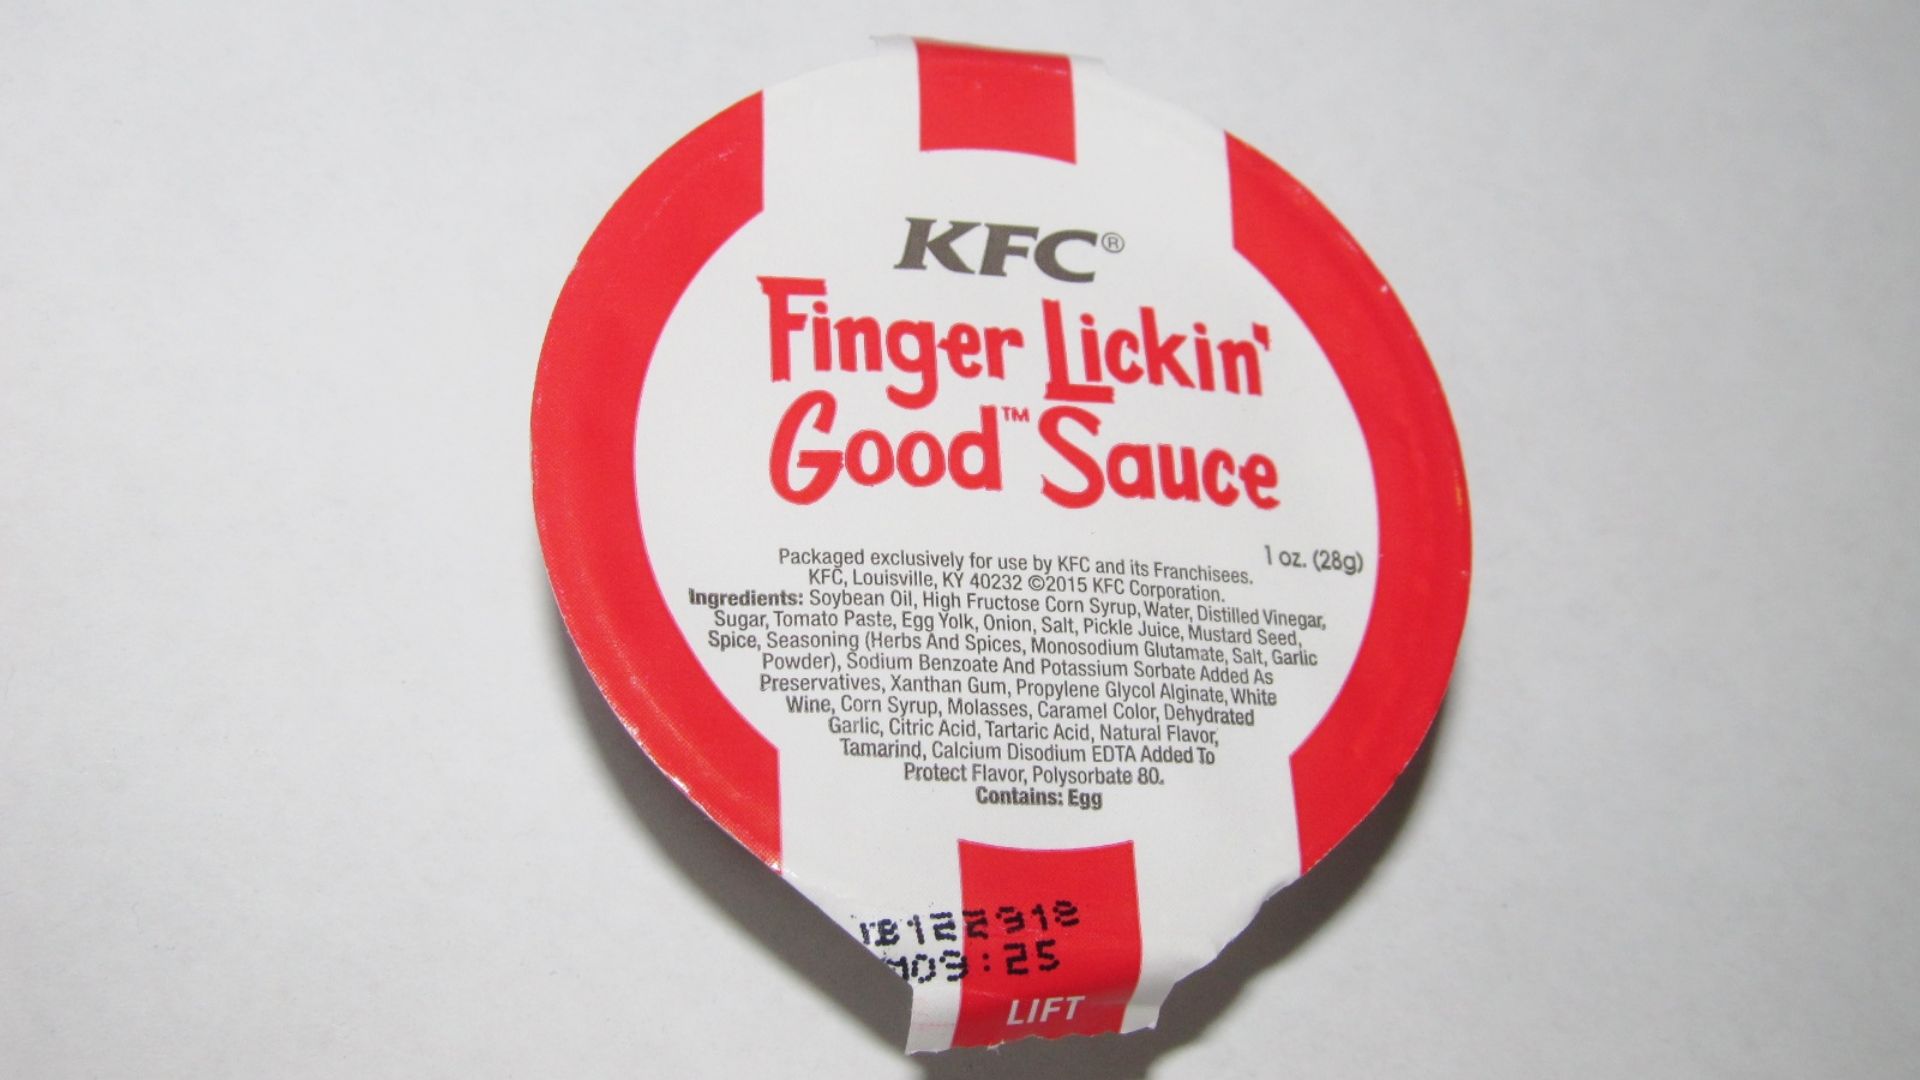 KFC®
Finger Lickin'
Good™ Sauce
1 oz. (28g)
Packaged exclusively for use by KFC and its Franchisees.
KFC, Louisville, KY 40232 ©2015 KFC Corporation.
Ingredients: Soybean Oil, High Fructose Corn Syrup, Water, Distilled Vinegar,
Sugar, Tomato Paste, Egg Yolk, Onion, Salt, Pickle Juice, Mustard Seed,
Spice, Seasoning (Herbs And Spices, Monosodium Glutamate, Salt, Garlic
Powder), Sodium Benzoate And Potassium Sorbate Added As
Preservatives, Xanthan Gum, Propylene Glycol Alginate, White
Wine, Corn Syrup, Molasses, Caramel Color, Dehydrated
Garlic, Citric Acid, Tartaric Acid, Natural Flavor,
Tamarind, Calcium Disodium EDTA Added To
Protect Flavor, Polysorbate 80.
Contains: Egg
LIFT